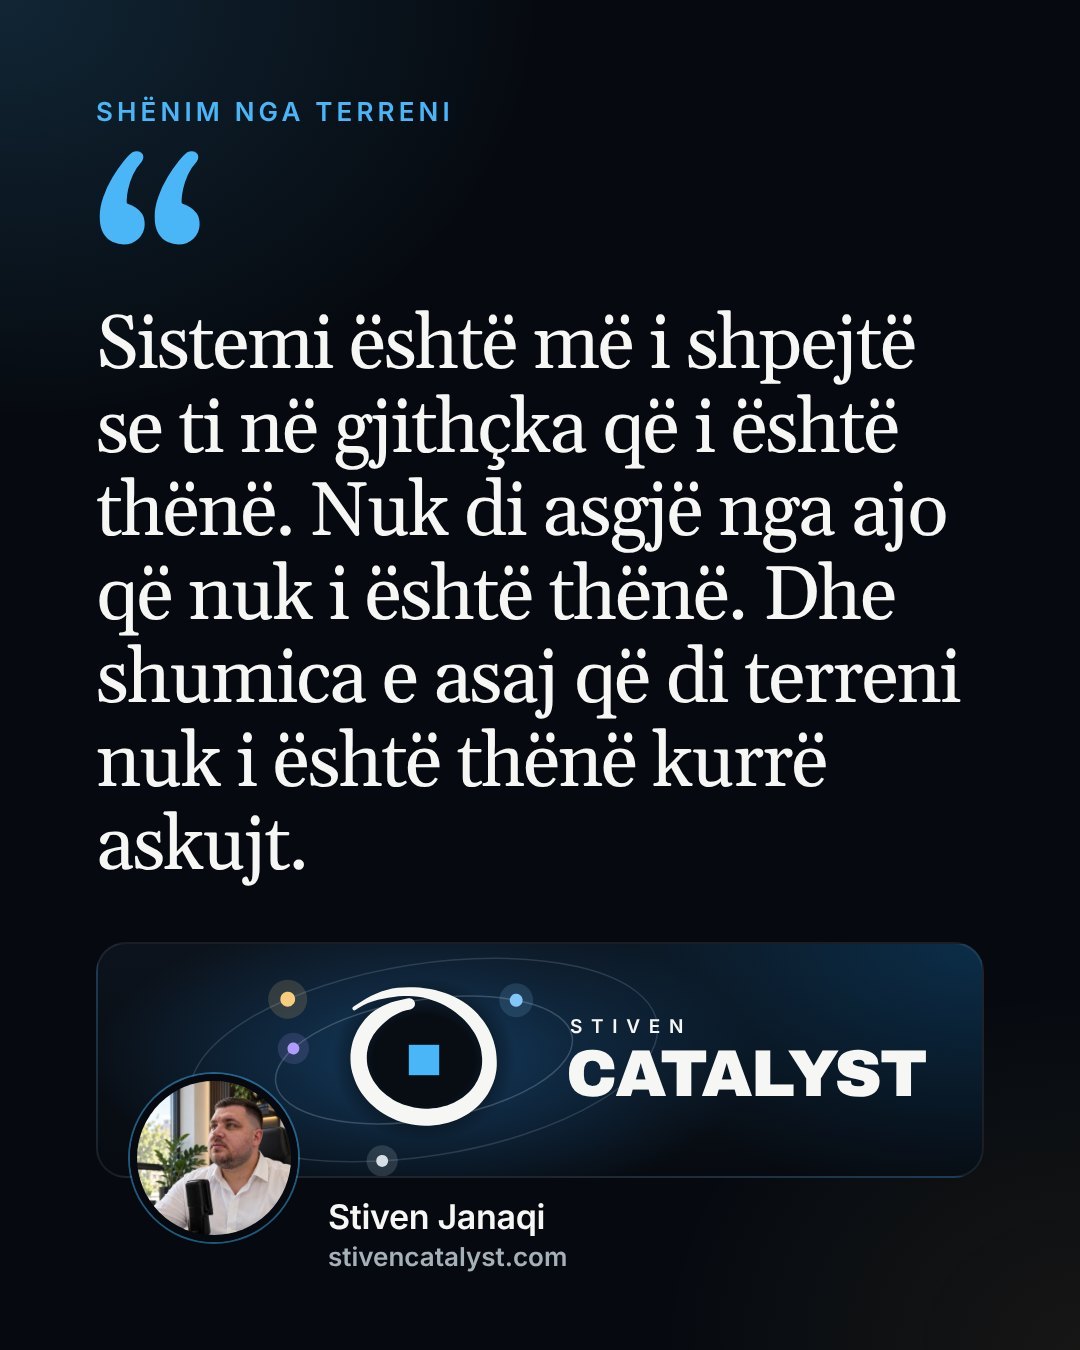 SHËNIM NGA TERRENI
“
Sistemi është më i shpejtë
se ti në gjithçka që i është
thënë. Nuk di asgjë nga ajo
që nuk i është thënë. Dhe
shumica e asaj që di terreni
nuk i është thënë kurrë
askujt.
STIVEN
CATALYST
Stiven Janaqi
stivencatalyst.com